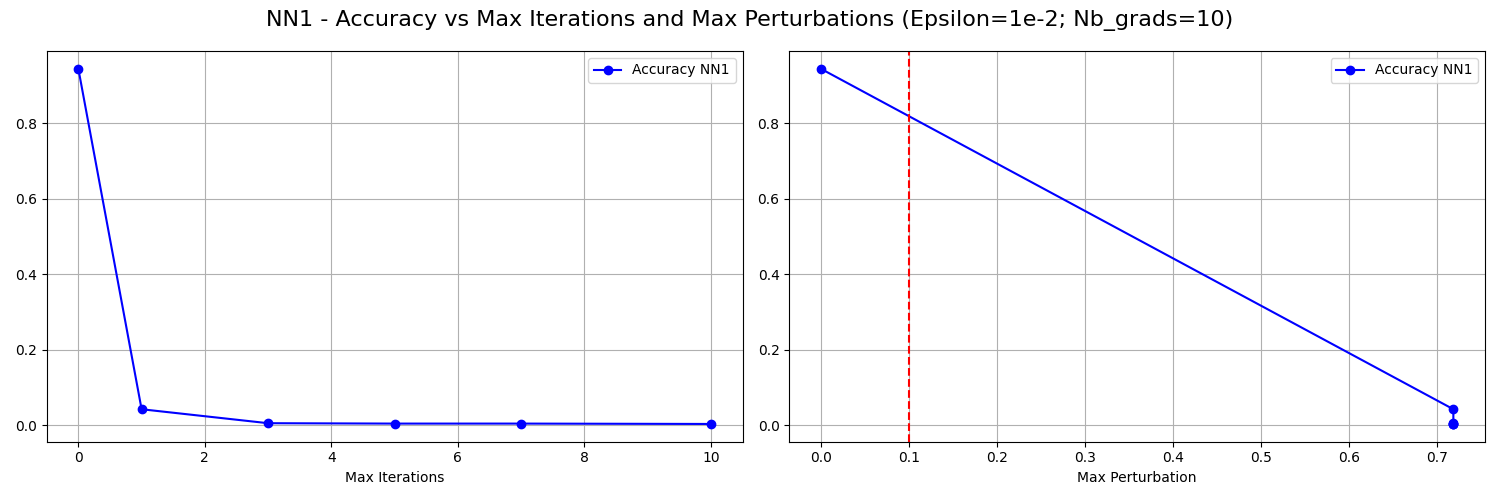 NN1 - Accuracy vs Max Iterations and Max Perturbations (Epsilon=1e-2; Nb_grads=10)
Accuracy NN1
0.8
0.6
0.4
0.2
0.0
0 2 4 6 8 10
Max Iterations
Accuracy NN1
0.8
0.6
0.4
0.2
0.0
0.0 0.1 0.2 0.3 0.4 0.5 0.6 0.7
Max Perturbation